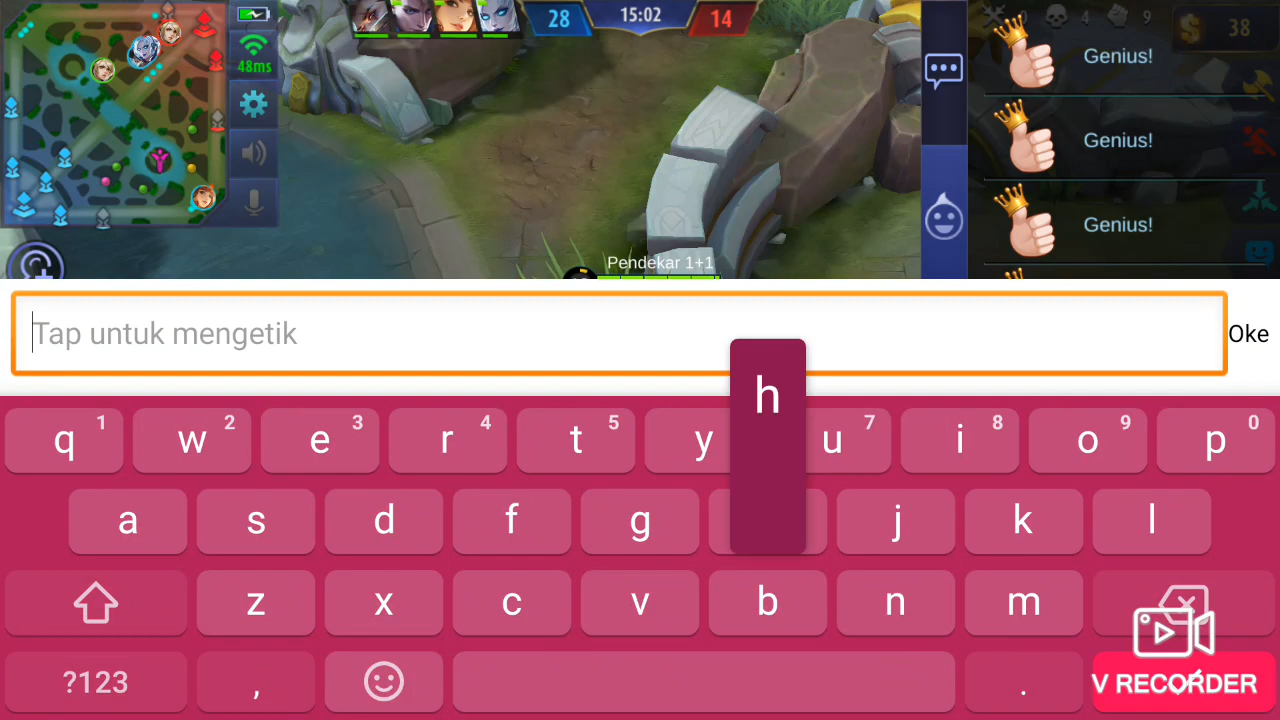 28 15:02 14
48ms
4
38
Genius!
Genius!
Genius!
Pendekar 1+1
Tap untuk mengetik
Oke
h
q 1 w 2 e 3 r 4 t 5 y u 7 i 8 o 9 p 0
a s d f g j k l
z x c v b n m
?123 , .
V RECORDER